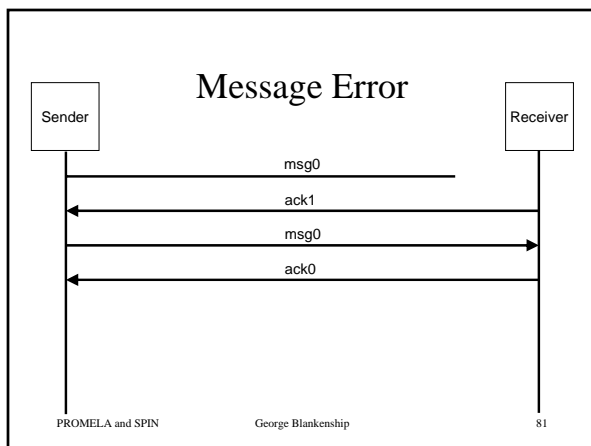 Message Error
Sender
Receiver
msg0
ack1
msg0
ack0
PROMELA and SPIN George Blankenship 81